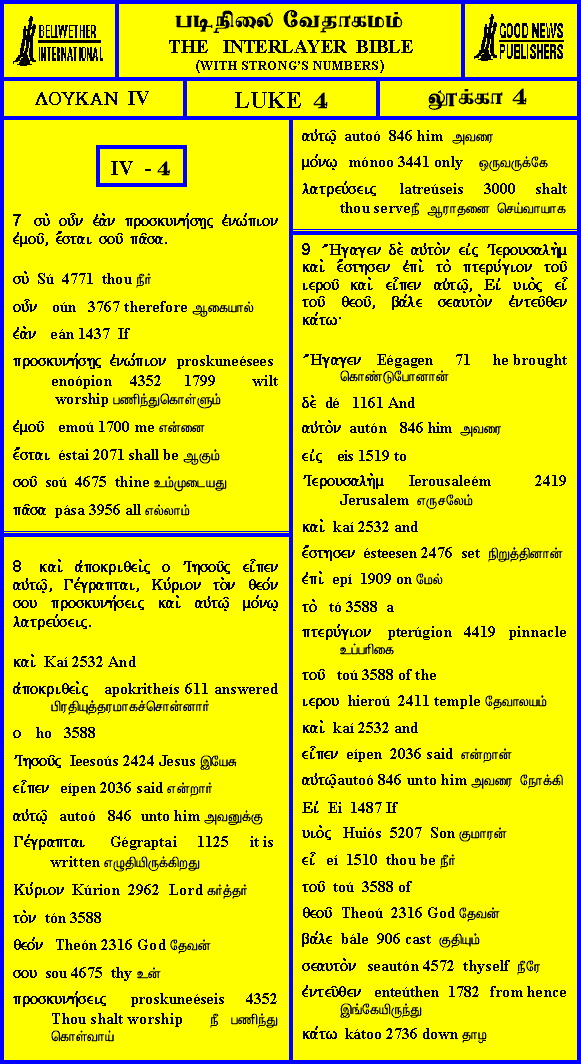 BELLWETHER
INTERNATIONAL
படிநிலை வேதாகமம்
THE INTERLAYER BIBLE
(WITH STRONG'S NUMBERS)
GOOD NEWS
PUBLISHERS
ΛΟΥΚΑΝ IV
LUKE 4
லூக்கா 4
IV - 4
7 σὺ οὖν ἐὰν προσκυνήσῃς ἐνώπιον
ἐμοῦ, ἔσται σοῦ πᾶσα.
σὺ Sú 4771 thou நீர்
οὖν oún 3767 therefore ஆகையால்
ἐὰν eán 1437 If
προσκυνήσῃς ἐνώπιον proskuneésees
enoópion 4352 1799 wilt
worship பணிந்துகொள்ளும்
ἐμοῦ emoú 1700 me என்னை
ἔσται éstai 2071 shall be ஆகும்
σοῦ soú 4675 thine உம்முடையது
πᾶσα pása 3956 all எல்லாம்
8 καὶ ἀποκριθεὶς ο Ἰησοῦς εἶπεν
αὐτῷ, Γέγραπται, Κύριον τὸν θεόν
σου προσκυνήσεις καὶ αὐτῷ μόνῳ
λατρεύσεις.
καὶ Kaí 2532 And
ἀποκριθεὶς apokritheís 611 answered
பிரதியுத்தரமாகச்சொன்னார்
ο ho 3588
Ἰησοῦς Ieesoús 2424 Jesus இயேசு
εἶπεν eípen 2036 said என்றார்
αὐτῷ autoó 846 unto him அவனுக்கு
Γέγραπται Gégraptai 1125 it is
written எழுதியிருக்கிறது
Κύριον Kúrion 2962 Lord கர்த்தர்
τὸν tón 3588
θεόν Theón 2316 God தேவன்
σου sou 4675 thy உன்
προσκυνήσεις proskuneéseis 4352
Thou shalt worship நீ பணிந்து
கொள்வாய்
αὐτῷ autoó 846 him அவரை
μόνῳ mónoo 3441 only ஒருவருக்கே
λατρεύσεις latreúseis 3000 shalt
thou serveநீ ஆராதனை செய்வாயாக
9 Ἤγαγεν δὲ αὐτὸν εἰς Ἰερουσαλὴμ
καὶ ἔστησεν ἐπὶ τὸ πτερύγιον τοῦ
ιεροῦ καὶ εἶπεν αὐτῷ, Εἰ υιὸς εἶ
τοῦ θεοῦ, βάλε σεαυτὸν ἐντεῦθεν
κάτω·
Ἤγαγεν Eégagen 71 he brought
கொண்டுபோனான்
δὲ dé 1161 And
αὐτὸν autón 846 him அவரை
εἰς eis 1519 to
Ἰερουσαλὴμ Ierousaleém 2419
Jerusalem எருசலேம்
καὶ kaí 2532 and
ἔστησεν ésteesen 2476 set நிறுத்தினான்
ἐπὶ epí 1909 on மேல்
τὸ tó 3588 a
πτερύγιον pterúgion 4419 pinnacle
உப்பரிகை
τοῦ toú 3588 of the
ιερου hieroú 2411 temple தேவாலயம்
καὶ kaí 2532 and
εἶπεν eípen 2036 said என்றான்
αὐτῷautoó 846 unto him அவரை நோக்கி
Εἰ Ei 1487 If
υιὸς Huiós 5207 Son குமாரன்
εἶ eí 1510 thou be நீர்
τοῦ toú 3588 of
θεοῦ Theoú 2316 God தேவன்
βάλε bále 906 cast குதியும்
σεαυτὸν seautón 4572 thyself நீரே
ἐντεῦθεν enteúthen 1782 from hence
இங்கேயிருந்து
κάτω kátoo 2736 down தாழ